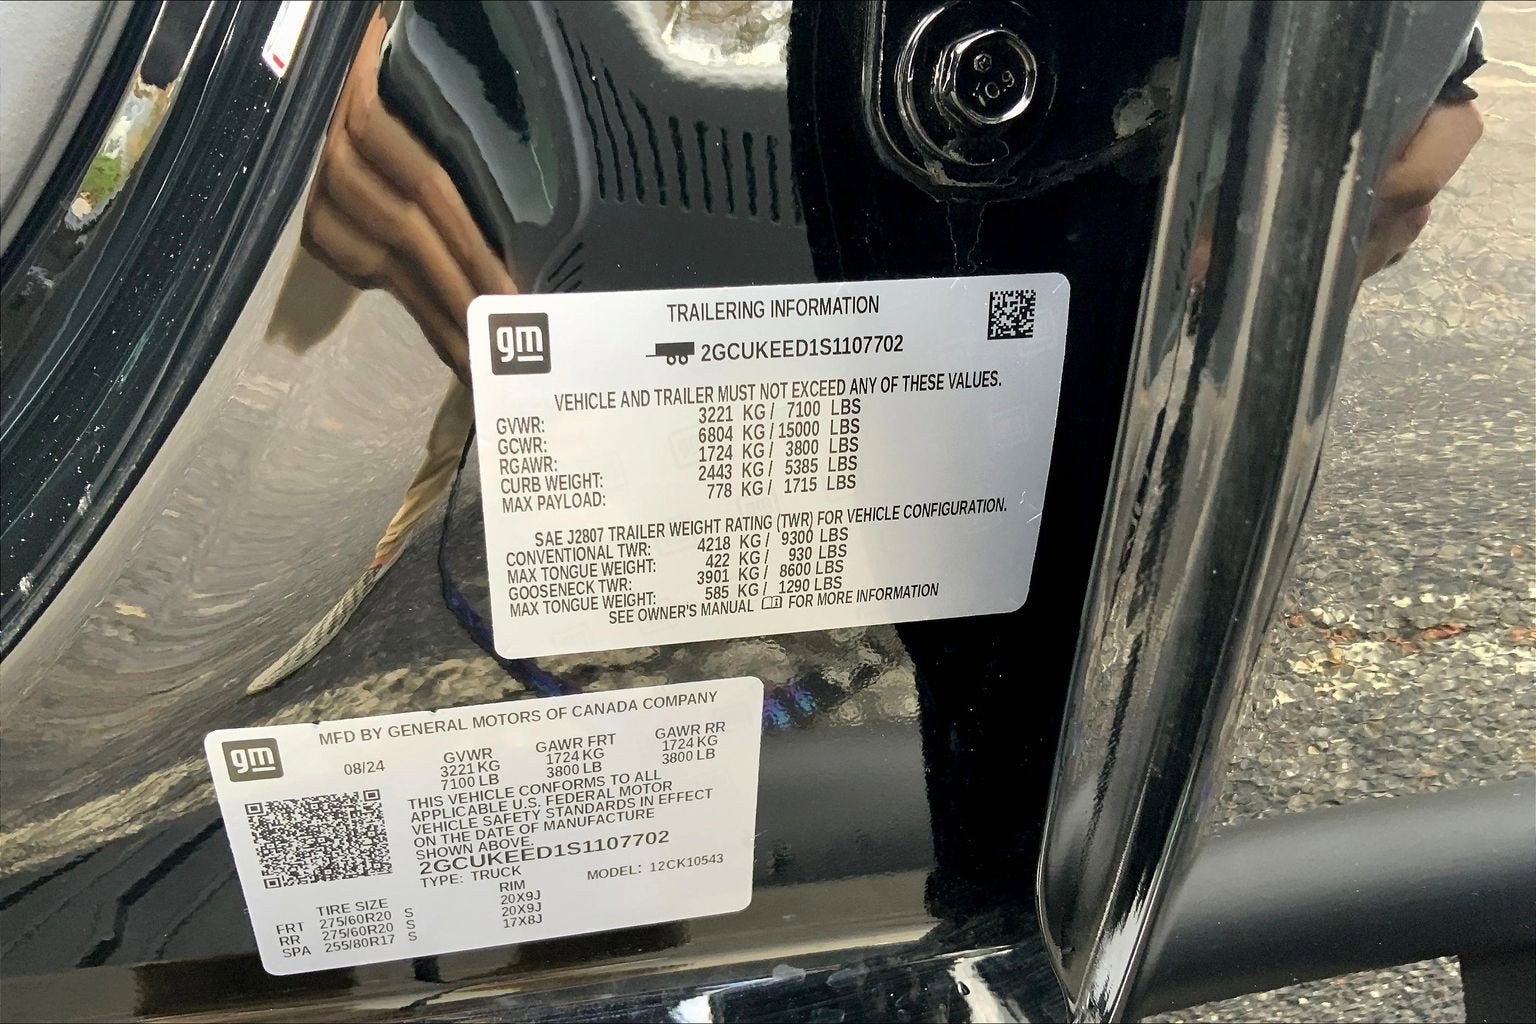 10.9
gm
TRAILERING INFORMATION
2GCUKEED1S1107702
VEHICLE AND TRAILER MUST NOT EXCEED ANY OF THESE VALUES.
GVWR: 3221 KG / 7100 LBS
GCWR: 6804 KG / 15000 LBS
RGAWR: 1724 KG / 3800 LBS
CURB WEIGHT: 2443 KG / 5385 LBS
MAX PAYLOAD: 778 KG / 1715 LBS
SAE J2807 TRAILER WEIGHT RATING (TWR) FOR VEHICLE CONFIGURATION.
CONVENTIONAL TWR: 4218 KG / 9300 LBS
MAX TONGUE WEIGHT: 422 KG / 930 LBS
GOOSENECK TWR: 3901 KG / 8600 LBS
MAX TONGUE WEIGHT: 585 KG / 1290 LBS
SEE OWNER'S MANUAL FOR MORE INFORMATION
gm
MFD BY GENERAL MOTORS OF CANADA COMPANY
08/24
GVWR GAWR FRT GAWR RR
3221 KG 1724 KG 1724 KG
7100 LB 3800 LB 3800 LB
THIS VEHICLE CONFORMS TO ALL
APPLICABLE U.S. FEDERAL MOTOR
VEHICLE SAFETY STANDARDS IN EFFECT
ON THE DATE OF MANUFACTURE
SHOWN ABOVE.
2GCUKEED1S1107702
TYPE: TRUCK MODEL: 12CK10543
TIRE SIZE RIM
FRT 275/60R20 S 20X9J
RR 275/60R20 S 20X9J
SPA 255/80R17 S 17X8J